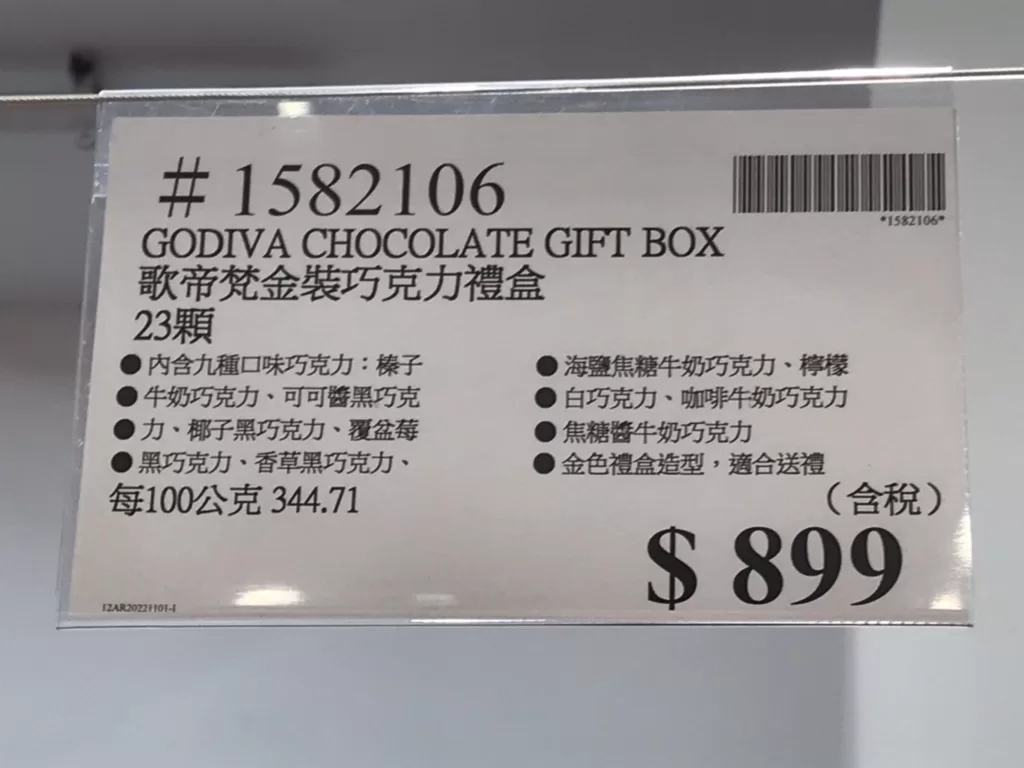 # 1582106
*1582106*
GODIVA CHOCOLATE GIFT BOX
歌帝梵金裝巧克力禮盒
23顆
● 內含九種口味巧克力：榛子
● 牛奶巧克力、可可醬黑巧克
● 力、椰子黑巧克力、覆盆莓
● 黑巧克力、香草黑巧克力、
● 海鹽焦糖牛奶巧克力、檸檬
● 白巧克力、咖啡牛奶巧克力
● 焦糖醬牛奶巧克力
● 金色禮盒造型，適合送禮
每100公克 344.71
（含稅）
$ 899
12AR20221101-1